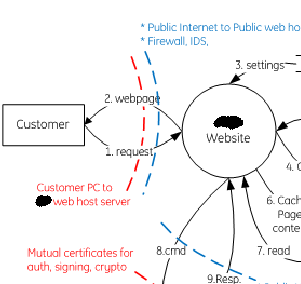 * Public Internet to Public web ho
* Firewall, IDS,
3. settings
2. webpage
Customer
Website
1. request
4. C
Customer PC to
web host server
6. Cach
Page
conte
Mutual certificates for
auth, signing, crypto
8.cmd
7. read
9.Resp.